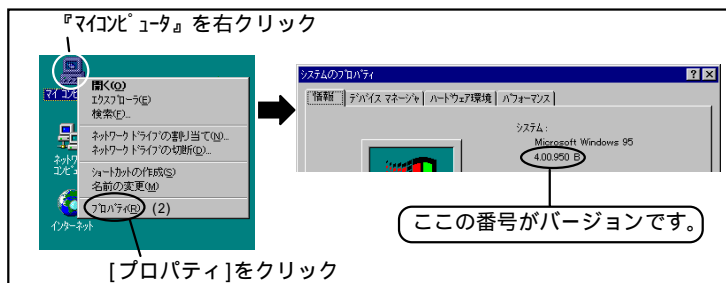 『マイコンピュータ』を右クリック
マイ コンピ
開く(O)
エクスプローラ(E)
検索(F)...
ネットワーク ドライブの割り当て(N)...
ネットワーク ドライブの切断(D)...
ショートカットの作成(S)
名前の変更(M)
プロパティ(R) (2)
ネットワ
コンピュ
インターネット
[プロパティ]をクリック
システムのプロパティ
情報 デバイス マネージャ ハードウェア環境 パフォーマンス
システム:
Microsoft Windows 95
4.00.950 B
ここの番号がバージョンです。